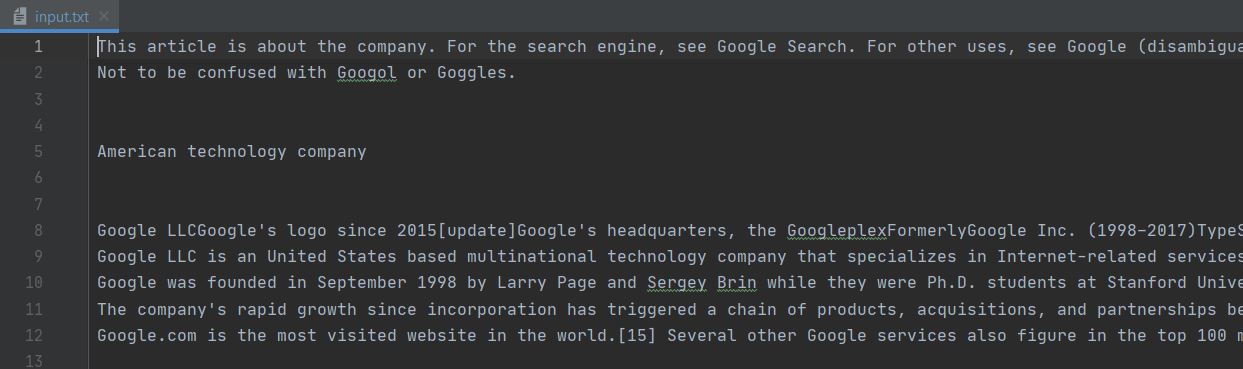 input.txt
1 This article is about the company. For the search engine, see Google Search. For other uses, see Google (disambigua
2 Not to be confused with Googol or Goggles.
3
4
5 American technology company
6
7
8 Google LLCGoogle's logo since 2015[update]Google's headquarters, the GoogleplexFormerlyGoogle Inc. (1998–2017)TypeS
9 Google LLC is an United States based multinational technology company that specializes in Internet-related services
10 Google was founded in September 1998 by Larry Page and Sergey Brin while they were Ph.D. students at Stanford Unive
11 The company's rapid growth since incorporation has triggered a chain of products, acquisitions, and partnerships be
12 Google.com is the most visited website in the world.[15] Several other Google services also figure in the top 100 m
13